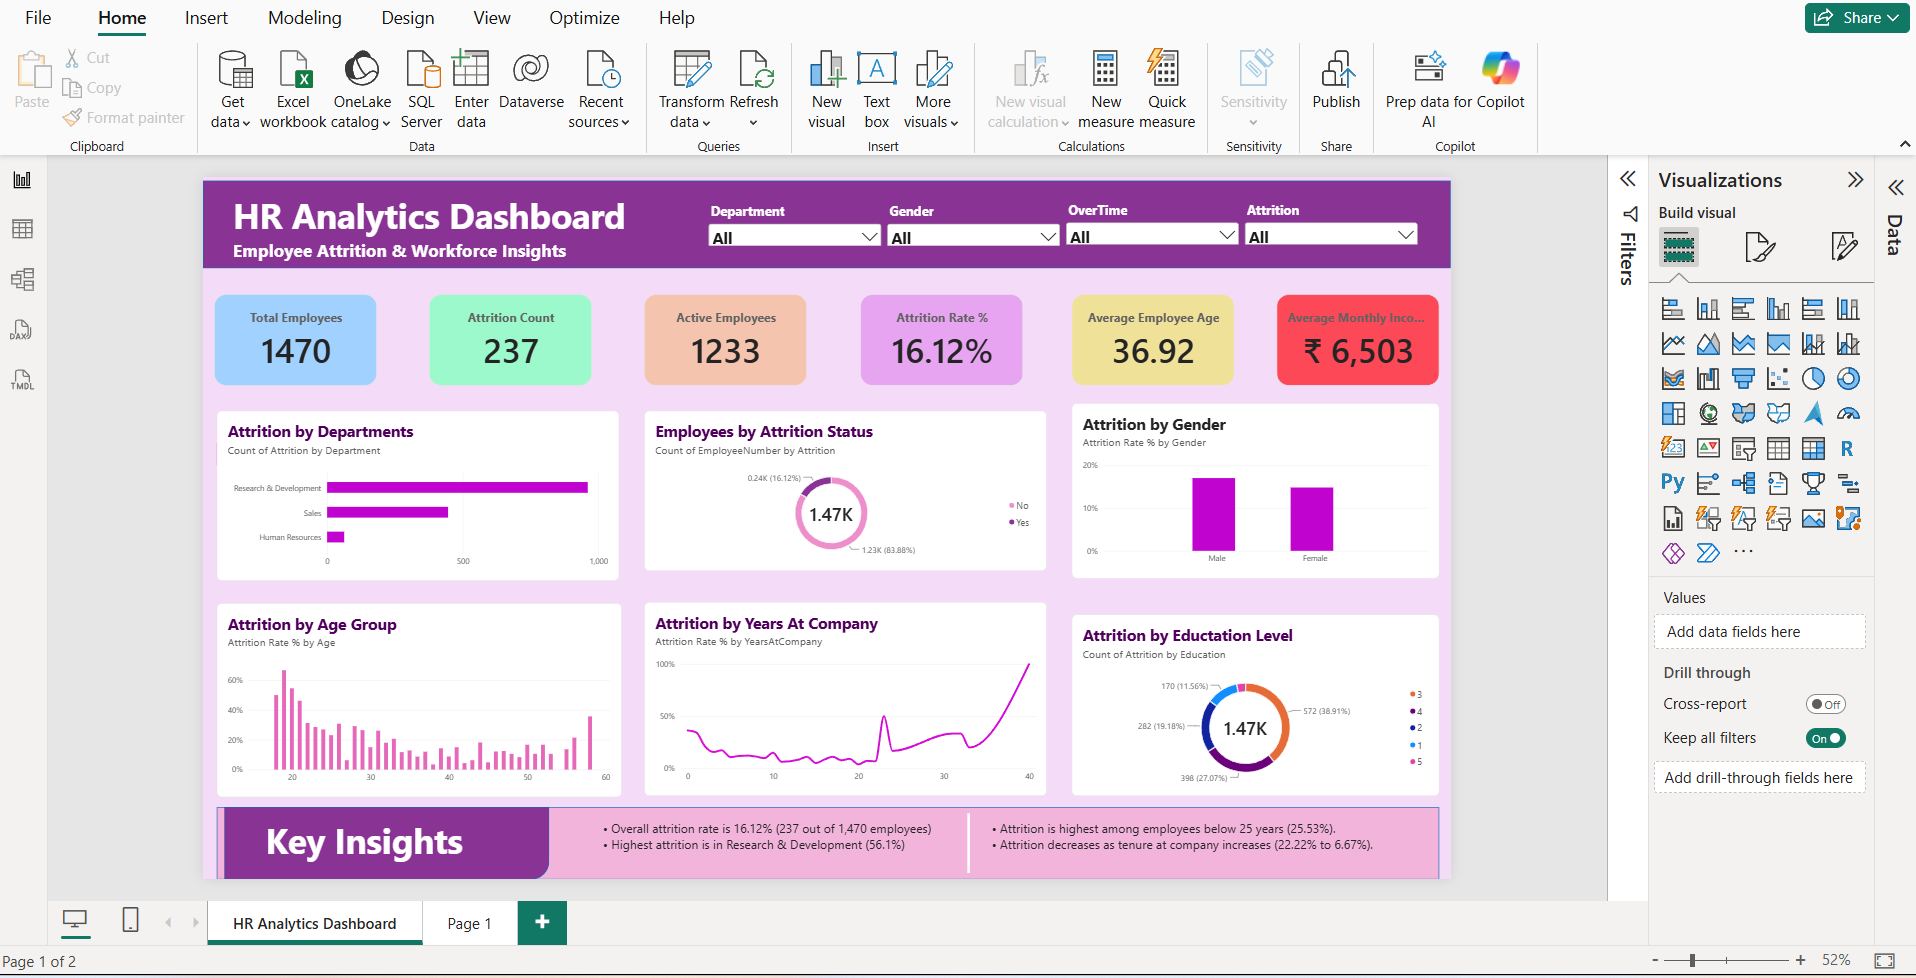 File Home Insert Modeling Design View Optimize Help Share
Paste Cut Copy Format painter
Get data Excel workbook OneLake catalog SQL Server Enter data Dataverse Recent sources
Transform data Refresh
New visual Text box More visuals
New visual calculation New measure Quick measure
Sensitivity Publish Prep data for AI Copilot
Clipboard Data Queries Insert Calculations Sensitivity Share Copilot
HR Analytics Dashboard
Employee Attrition & Workforce Insights
Department Gender OverTime Attrition
All All All All
Total Employees
1470
Attrition Count
237
Active Employees
1233
Attrition Rate %
16.12%
Average Employee Age
36.92
Average Monthly Inco...
₹ 6,503
Attrition by Departments
Count of Attrition by Department
Research & Development
Sales
Human Resources
0 500 1,000
Employees by Attrition Status
Count of EmployeeNumber by Attrition
0.24K (16.12%)
1.47K
1.23K (83.88%)
No
Yes
Attrition by Gender
Attrition Rate % by Gender
20%
10%
0%
Male Female
Attrition by Age Group
Attrition Rate % by Age
60%
40%
20%
0%
20 30 40 50 60
Attrition by Years At Company
Attrition Rate % by YearsAtCompany
100%
50%
0%
0 10 20 30 40
Attrition by Eductation Level
Count of Attrition by Education
170 (11.56%)
572 (38.91%)
282 (19.18%)
1.47K
398 (27.07%)
3
4
2
1
5
Key Insights
• Overall attrition rate is 16.12% (237 out of 1,470 employees)
• Highest attrition is in Research & Development (56.1%)
• Attrition is highest among employees below 25 years (25.53%).
• Attrition decreases as tenure at company increases (22.22% to 6.67%).
Filters
Visualizations
Build visual
123
R
Py
Values
Add data fields here
Drill through
Cross-report Off
Keep all filters On
Add drill-through fields here
Data
DAX
TMDL
HR Analytics Dashboard Page 1 +
Page 1 of 2
- + 52%